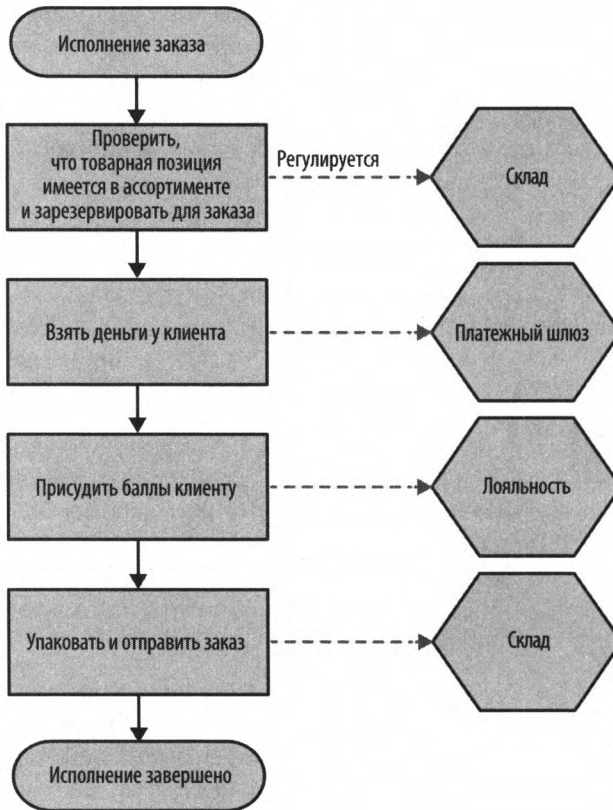 Исполнение заказа
Проверить,
что товарная позиция
имеется в ассортименте
и зарезервировать для заказа
Регулируется
Склад
Взять деньги у клиента
Платежный шлюз
Присудить баллы клиенту
Лояльность
Упаковать и отправить заказ
Склад
Исполнение завершено